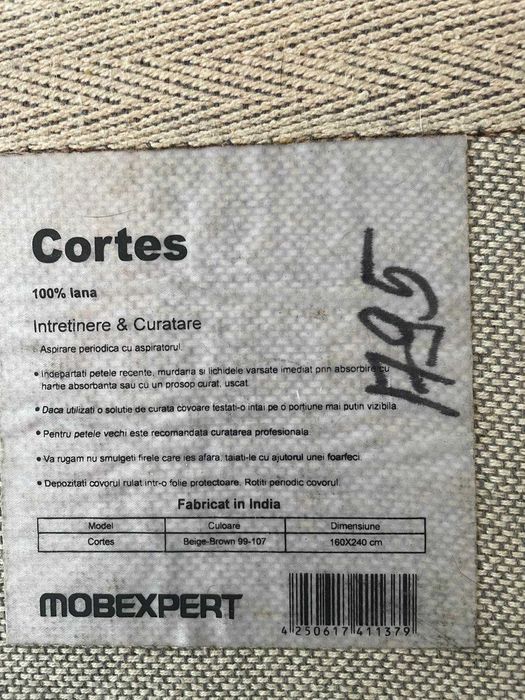 Cortes
100% lana
Intretinere & Curatare
Aspirare periodica cu aspiratorul.
• Indepartati petele recente, murdaria si lichidele varsate imediat prin absorbire cu
hartie absorbanta sau cu un prosop curat, uscat.
• Daca utilizati o solutie de curata covoare testati-o intai pe o portiune mai putin vizibila.
• Pentru petele vechi este recomandata curatarea profesionala.
• Va rugam nu smulgeti firele care ies afara, taiati-le cu ajutorul unei foarfeci.
• Depozitati covorul rulat intr-o folie protectoare. Rotiti periodic covorul.
Fabricat in India
Model Culoare Dimensiune
Cortes Beige-Brown 99-107 160X240 cm
MOBEXPERT
4 250617 411379
1795